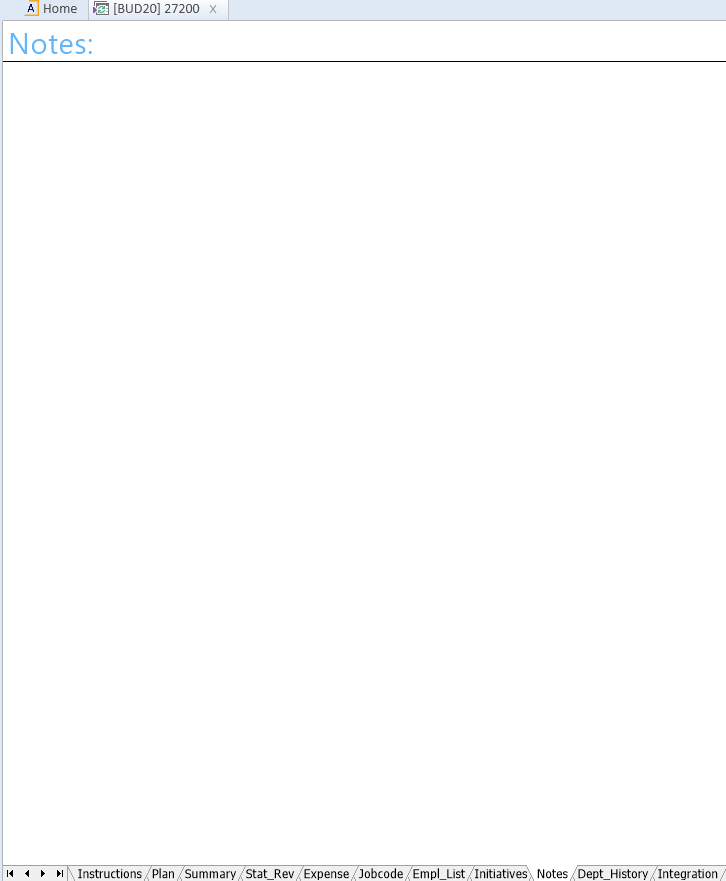 A Home [BUD20] 27200 X
Notes:
Instructions Plan Summary Stat_Rev Expense Jobcode Empl_List Initiatives Notes Dept_History Integration